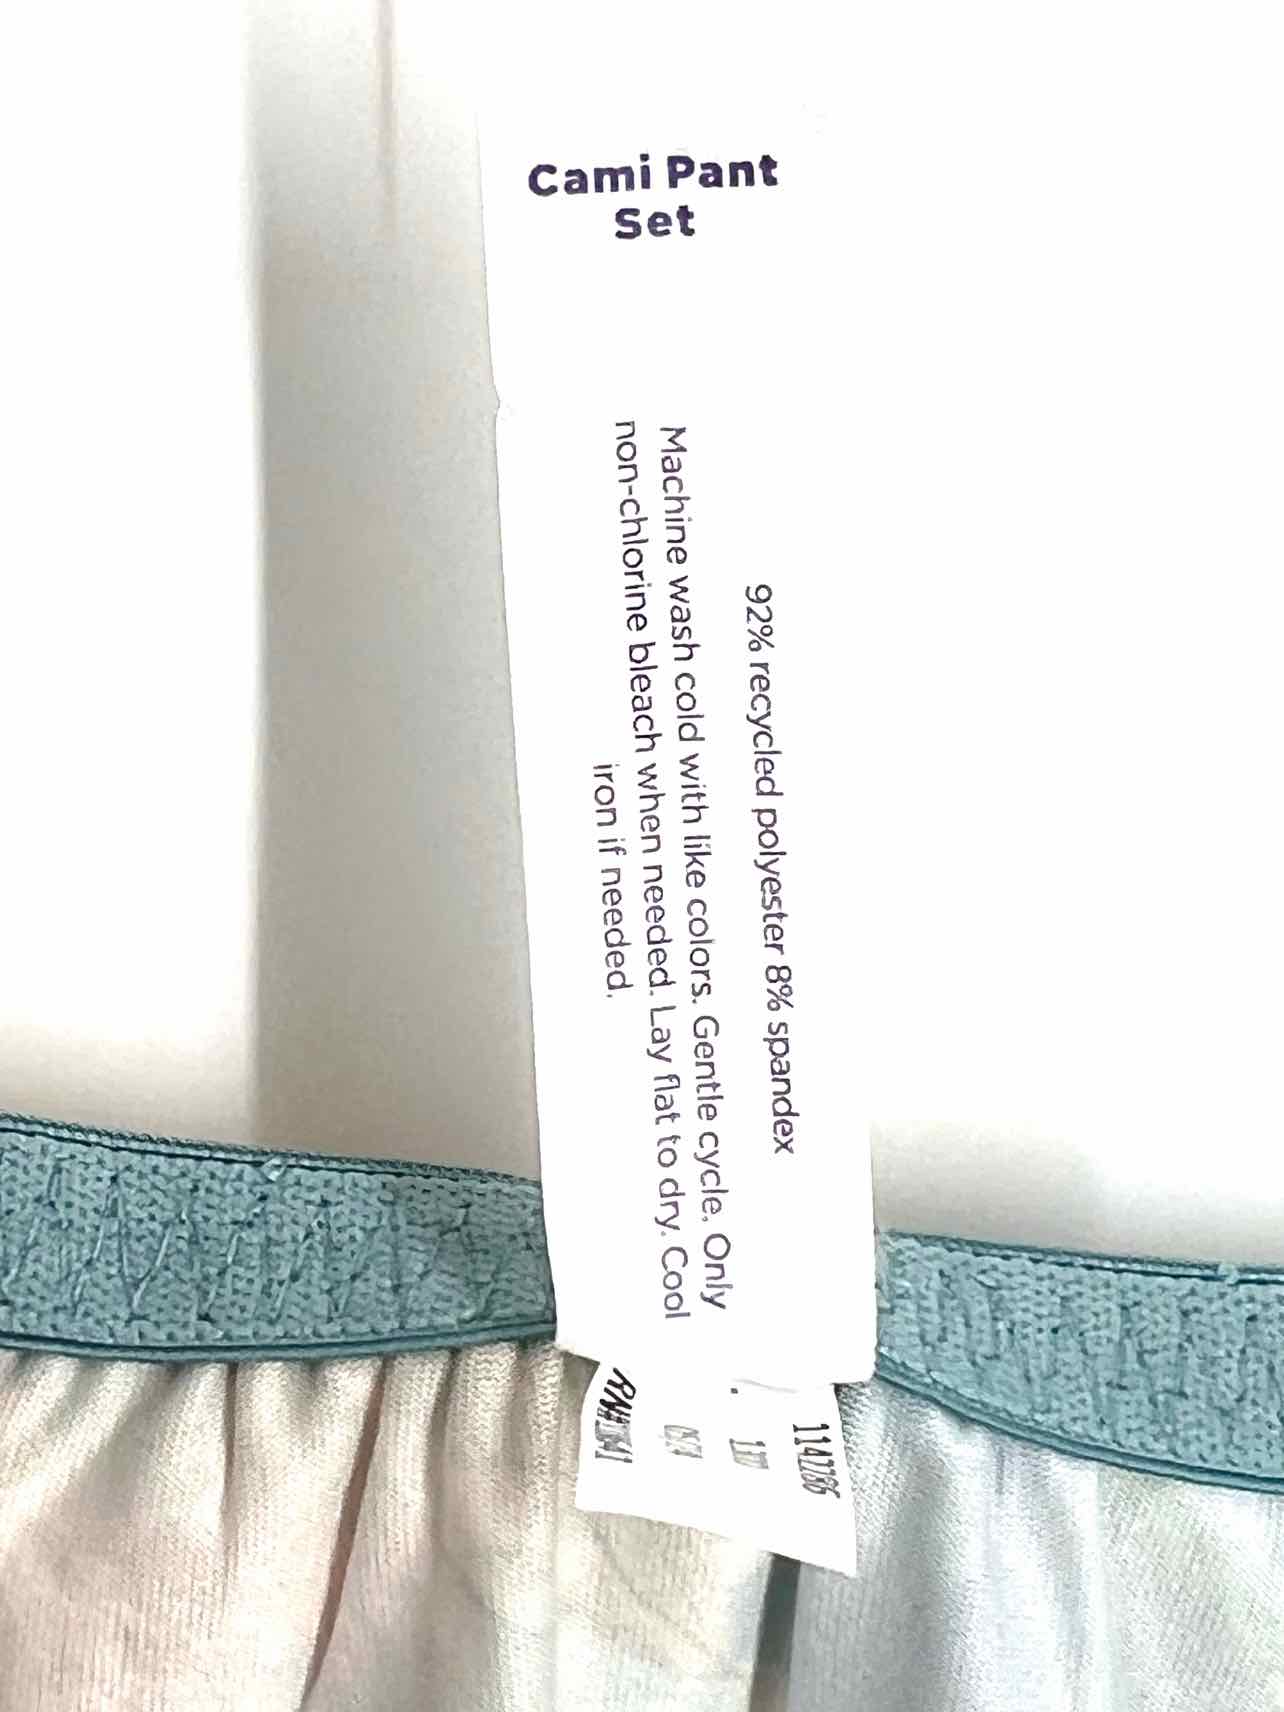 Cami Pant
Set
92% recycled polyester 8% spandex
Machine wash cold with like colors. Gentle cycle. Only
non-chlorine bleach when needed. Lay flat to dry. Cool
iron if needed.